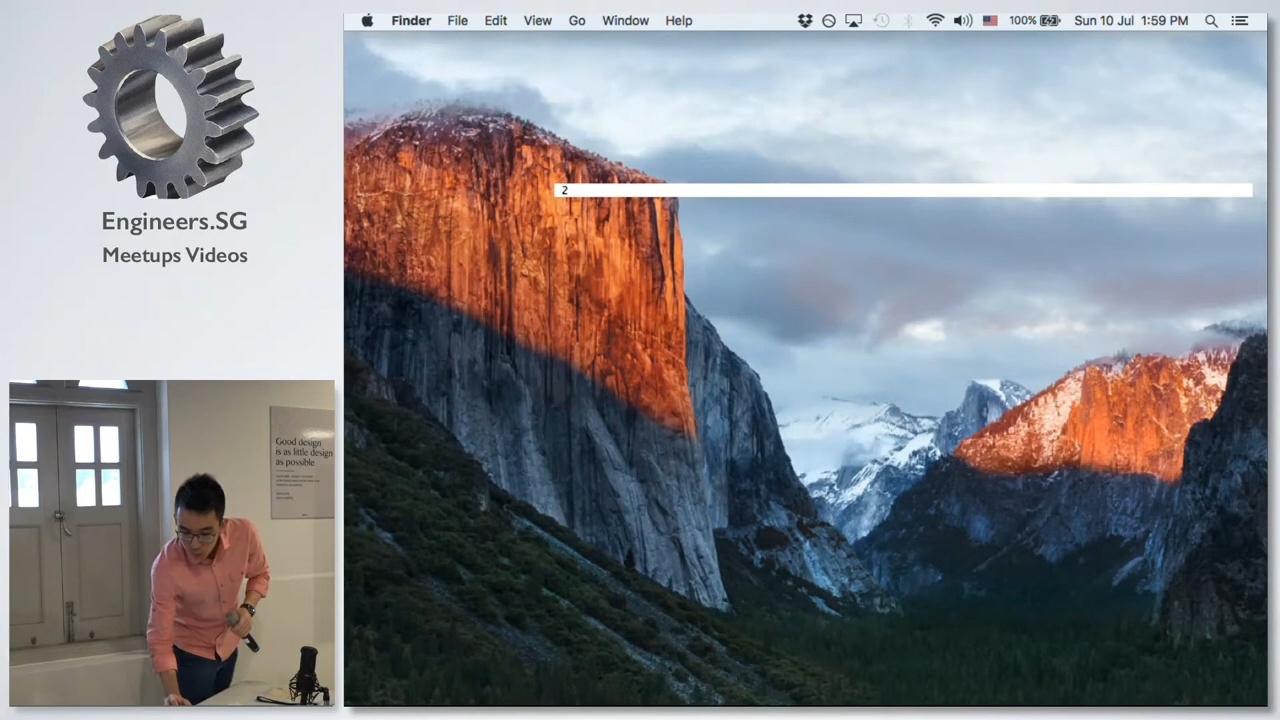 Engineers.SG
Meetups Videos
Finder File Edit View Go Window Help
100% Sun 10 Jul 1:59 PM
2
Good design
is as little design
as possible